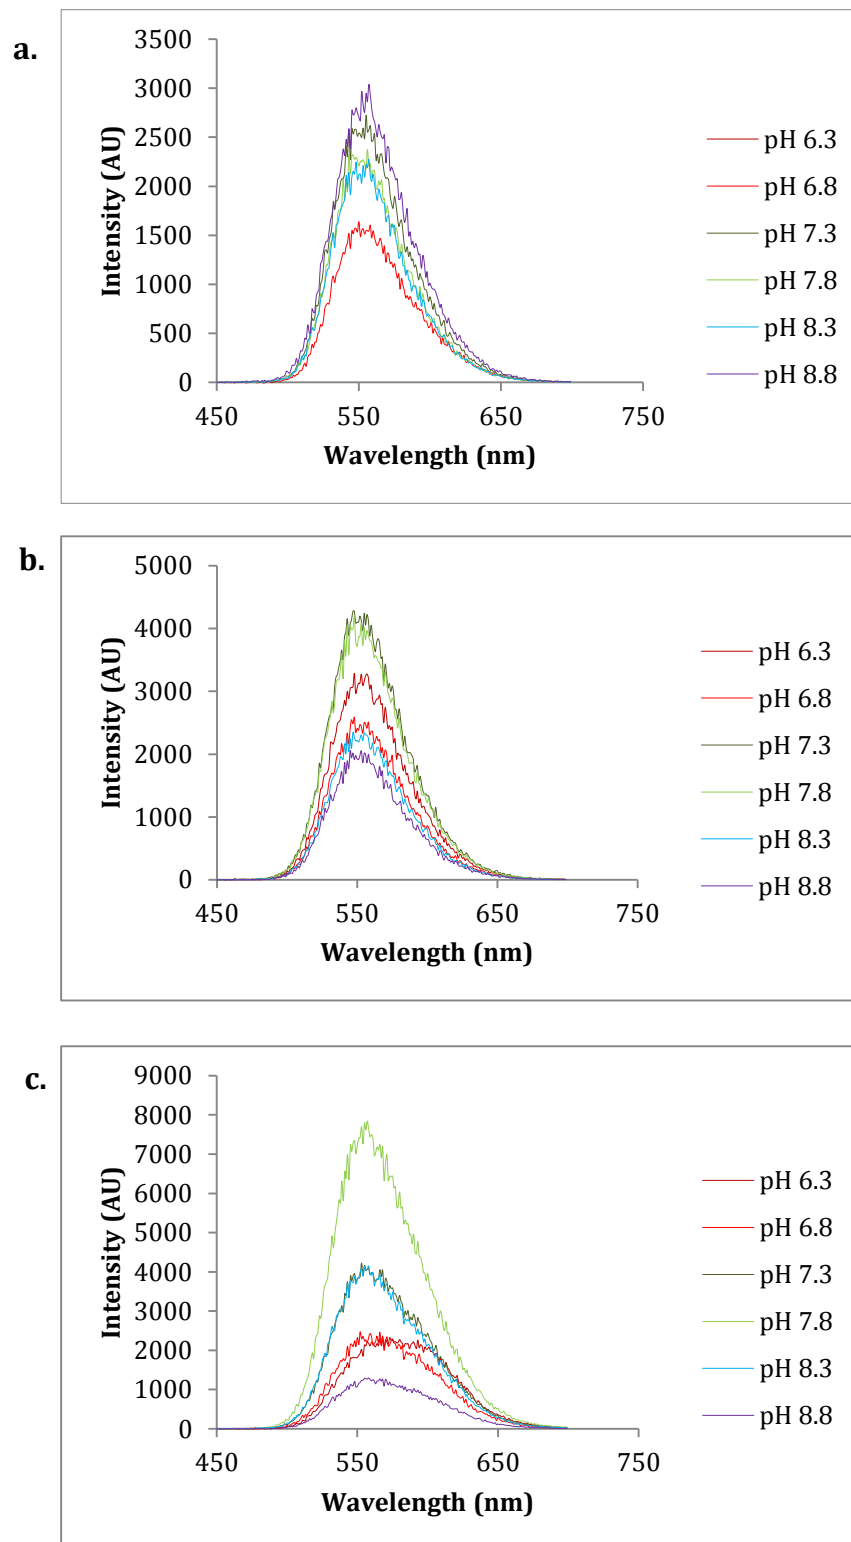 a.
3500
3000
2500
2000
1500
1000
500
0
Intensity (AU)
450 550 650 750
Wavelength (nm)
pH 6.3
pH 6.8
pH 7.3
pH 7.8
pH 8.3
pH 8.8
b.
5000
4000
3000
2000
1000
0
Intensity (AU)
450 550 650 750
Wavelength (nm)
pH 6.3
pH 6.8
pH 7.3
pH 7.8
pH 8.3
pH 8.8
c.
9000
8000
7000
6000
5000
4000
3000
2000
1000
0
Intensity (AU)
450 550 650 750
Wavelength (nm)
pH 6.3
pH 6.8
pH 7.3
pH 7.8
pH 8.3
pH 8.8